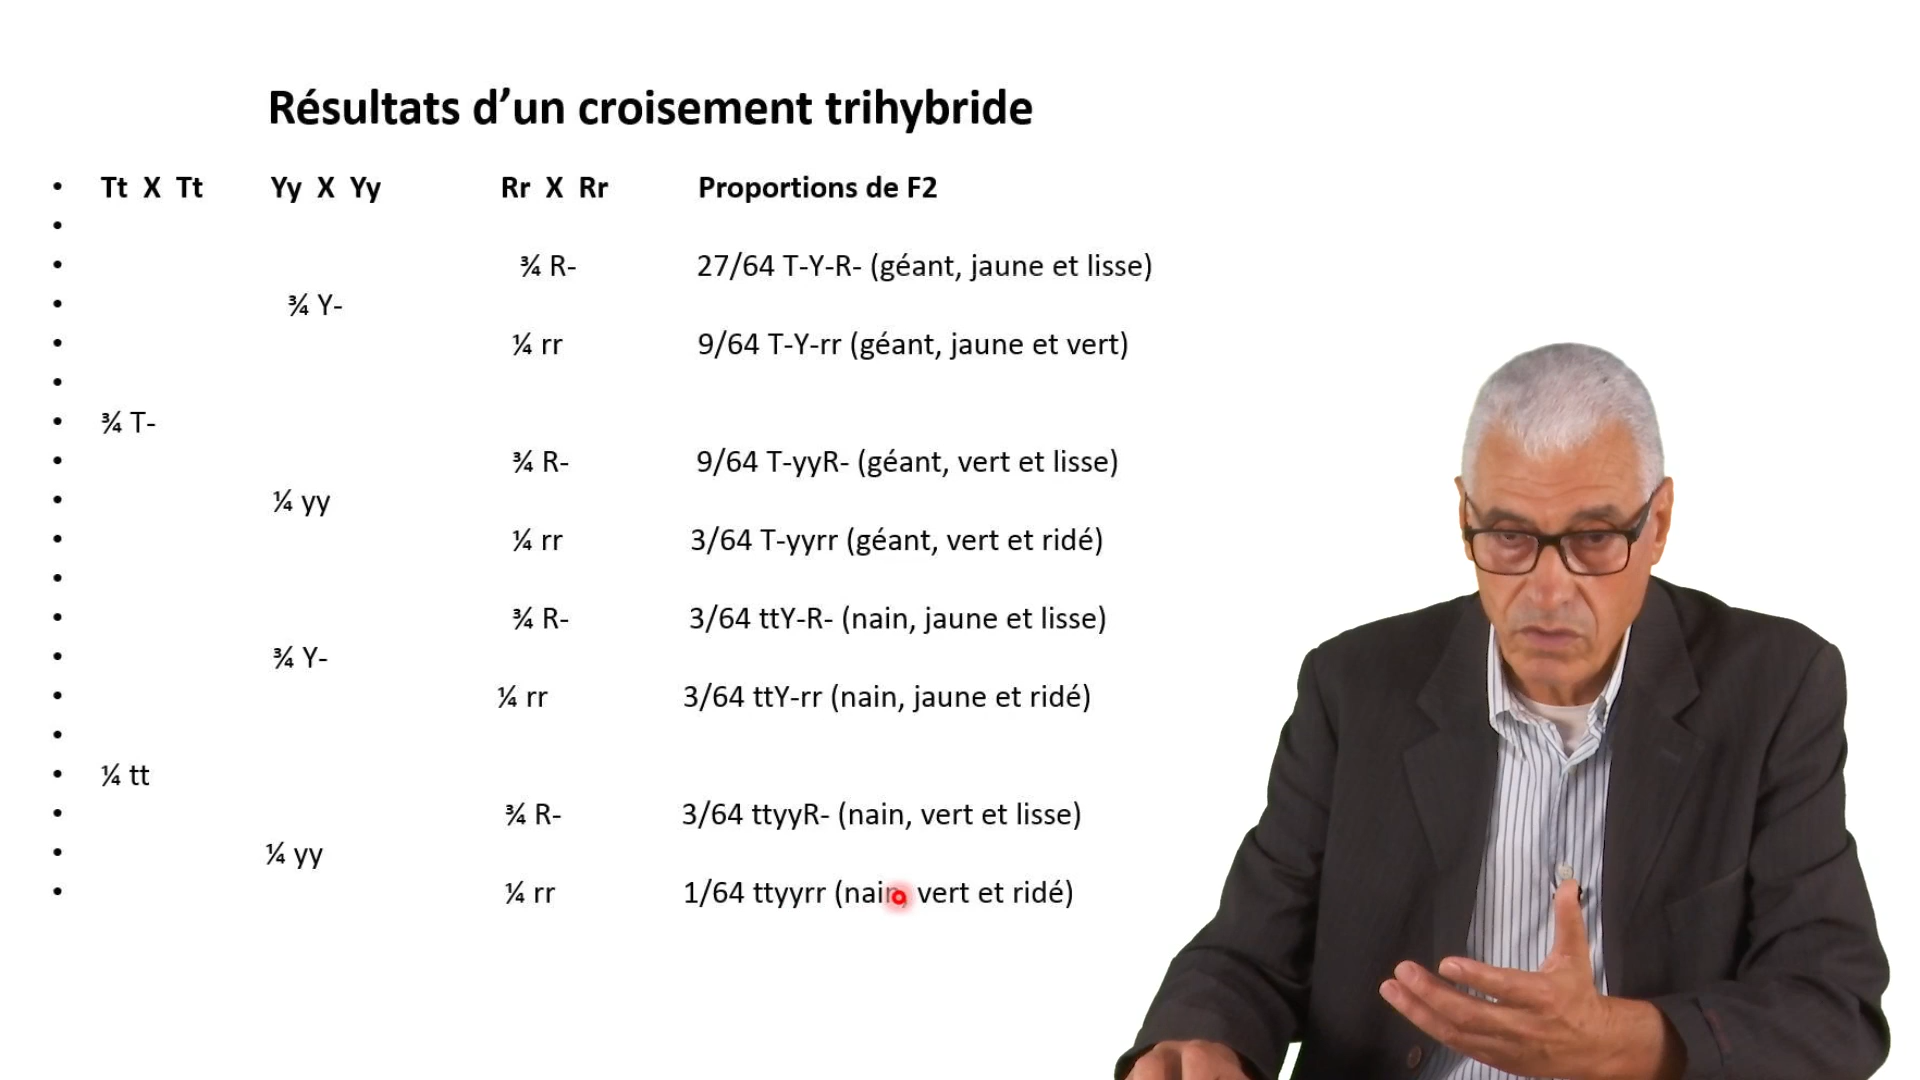 Résultats d’un croisement trihybride
• Tt X Tt Yy X Yy Rr X Rr Proportions de F2
•
• ¾ R- 27/64 T-Y-R- (géant, jaune et lisse)
• ¾ Y-
• ¼ rr 9/64 T-Y-rr (géant, jaune et vert)
•
• ¾ T-
• ¾ R- 9/64 T-yyR- (géant, vert et lisse)
• ¼ yy
• ¼ rr 3/64 T-yyrr (géant, vert et ridé)
•
• ¾ R- 3/64 ttY-R- (nain, jaune et lisse)
• ¾ Y-
• ¼ rr 3/64 ttY-rr (nain, jaune et ridé)
•
• ¼ tt
• ¾ R- 3/64 ttyyR- (nain, vert et lisse)
• ¼ yy
• ¼ rr 1/64 ttyyrr (nain, vert et ridé)